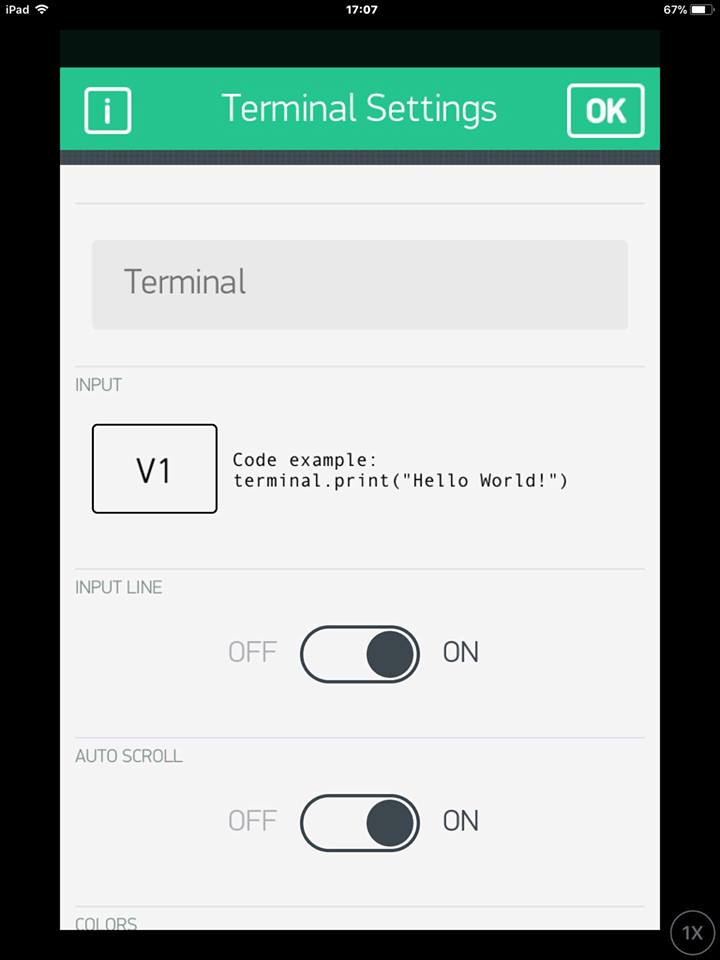 iPad 17:07 67%
i Terminal Settings OK
Terminal
INPUT
V1
Code example:
terminal.print("Hello World!")
INPUT LINE
OFF ON
AUTO SCROLL
OFF ON
COLORS
1X